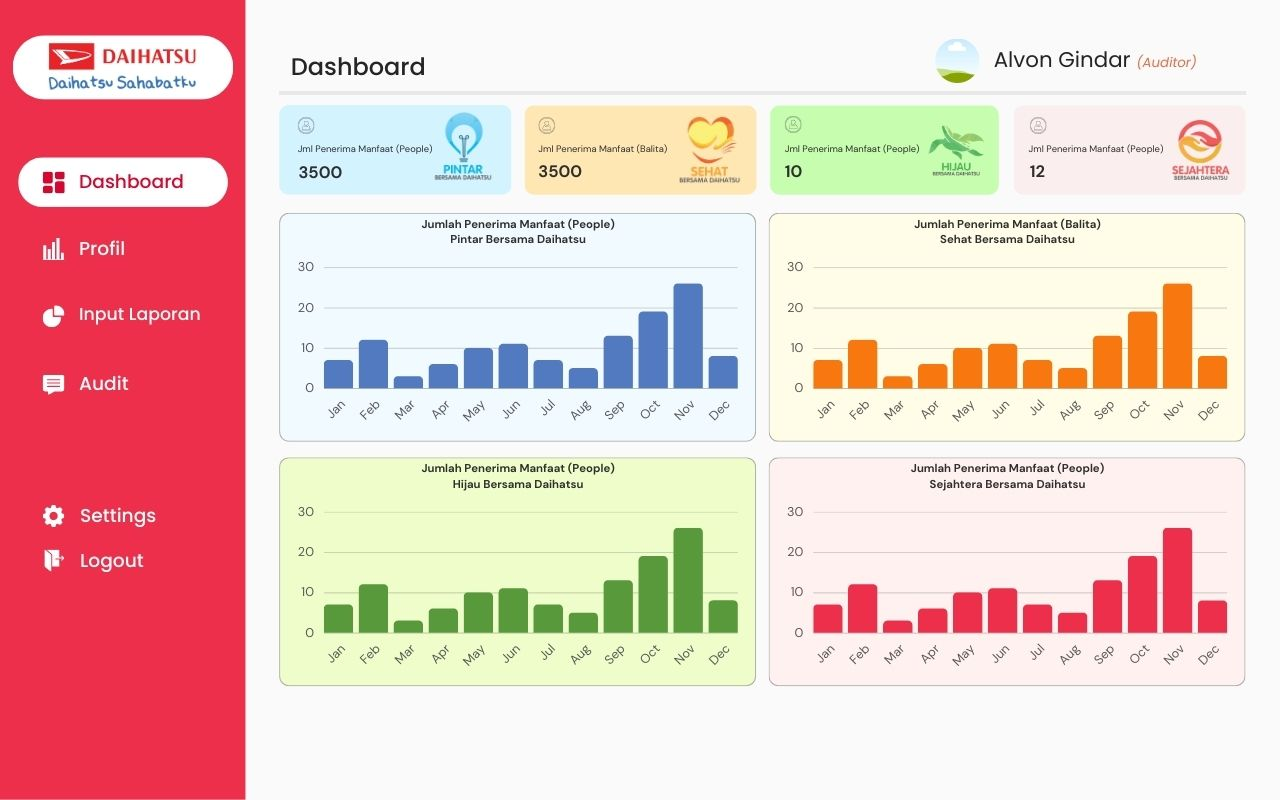 DAIHATSU
Daihatsu Sahabatku
Dashboard
Profil
Input Laporan
Audit
Settings
Logout
Dashboard
Alvon Gindar (Auditor)
Jml Penerima Manfaat (People)
3500
PINTAR
BERSAMA DAIHATSU
Jml Penerima Manfaat (Balita)
3500
SEHAT
BERSAMA DAIHATSU
Jml Penerima Manfaat (People)
10
HIJAU
BERSAMA DAIHATSU
Jml Penerima Manfaat (People)
12
SEJAHTERA
BERSAMA DAIHATSU
Jumlah Penerima Manfaat (People)
Pintar Bersama Daihatsu
30
20
10
0
Jan Feb Mar Apr May Jun Jul Aug Sep Oct Nov Dec
Jumlah Penerima Manfaat (Balita)
Sehat Bersama Daihatsu
30
20
10
0
Jan Feb Mar Apr May Jun Jul Aug Sep Oct Nov Dec
Jumlah Penerima Manfaat (People)
Hijau Bersama Daihatsu
30
20
10
0
Jan Feb Mar Apr May Jun Jul Aug Sep Oct Nov Dec
Jumlah Penerima Manfaat (People)
Sejahtera Bersama Daihatsu
30
20
10
0
Jan Feb Mar Apr May Jun Jul Aug Sep Oct Nov Dec